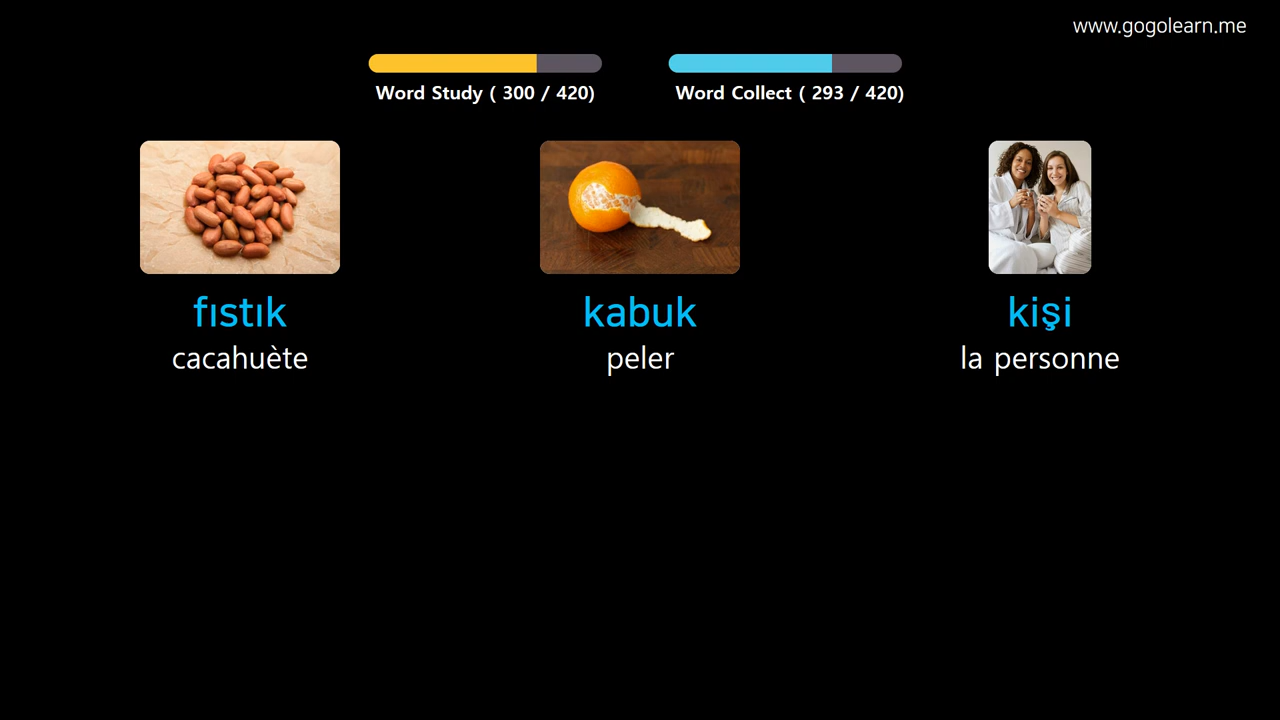 www.gogolearn.me
Word Study ( 300 / 420)
Word Collect ( 293 / 420)
fıstık
kabuk
kişi
cacahuète
peler
la personne